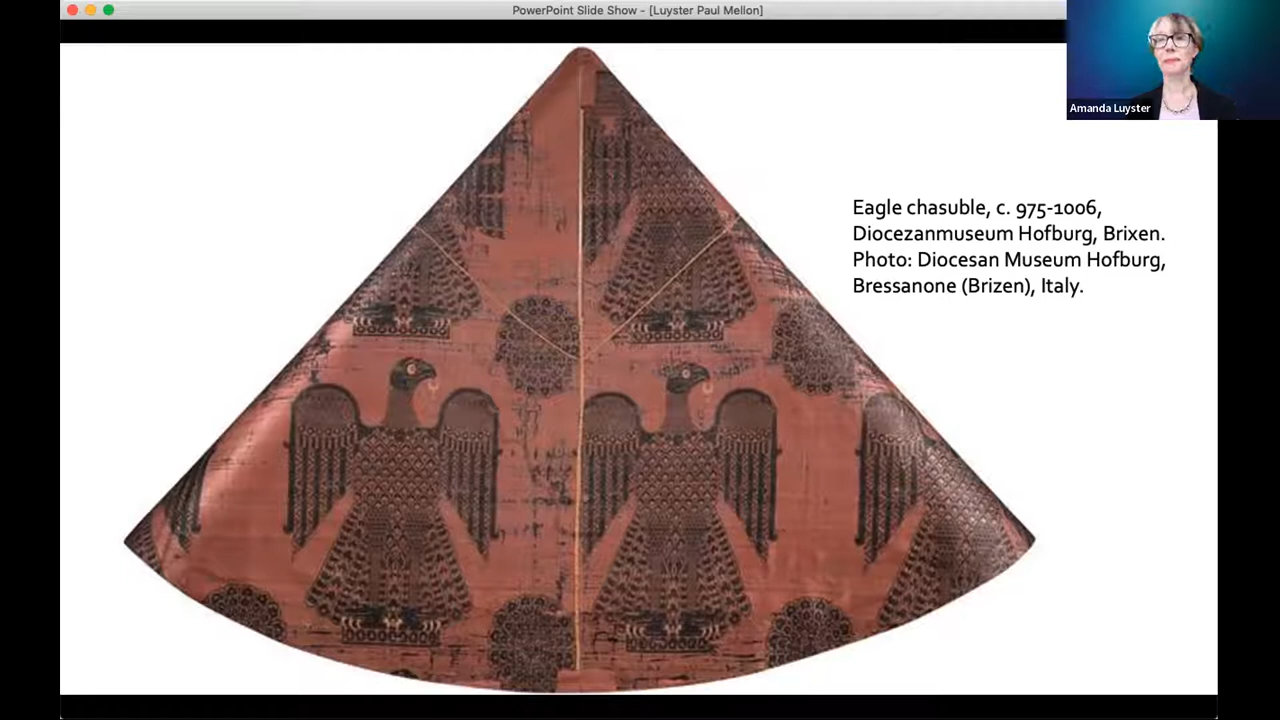 PowerPoint Slide Show - [Luyster Paul Mellon]
Amanda Luyster
Eagle chasuble, c. 975-1006,
Diocezanmuseum Hofburg, Brixen.
Photo: Diocesan Museum Hofburg,
Bressanone (Brizen), Italy.